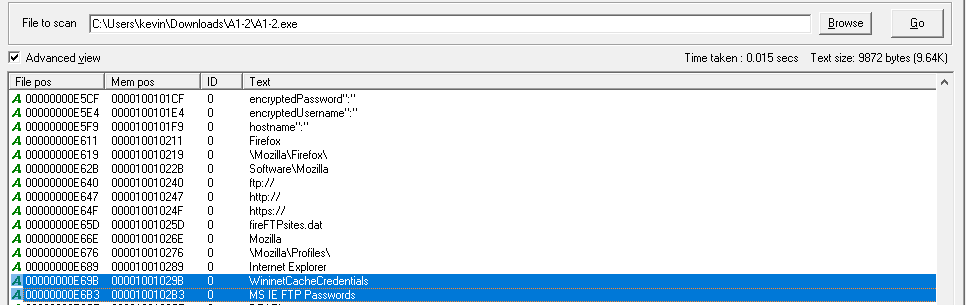 File to scan C:\Users\kevin\Downloads\A1-2\A1-2.exe Browse Go
Advanced view Time taken : 0.015 secs Text size: 9872 bytes (9.64K)
File pos Mem pos ID Text
A 00000000E5CF 0000100101CF 0 encryptedPassword":"
A 00000000E5E4 0000100101E4 0 encryptedUsername":"
A 00000000E5F9 0000100101F9 0 hostname":"
A 00000000E611 000010010211 0 Firefox
A 00000000E619 000010010219 0 \Mozilla\Firefox\
A 00000000E62B 00001001022B 0 Software\Mozilla
A 00000000E640 000010010240 0 ftp://
A 00000000E647 000010010247 0 http://
A 00000000E64F 00001001024F 0 https://
A 00000000E65D 00001001025D 0 fireFTPsites.dat
A 00000000E66E 00001001026E 0 Mozilla
A 00000000E676 000010010276 0 \Mozilla\Profiles\
A 00000000E689 000010010289 0 Internet Explorer
A 00000000E69B 00001001029B 0 WininetCacheCredentials
A 00000000E6B3 0000100102B3 0 MS IE FTP Passwords